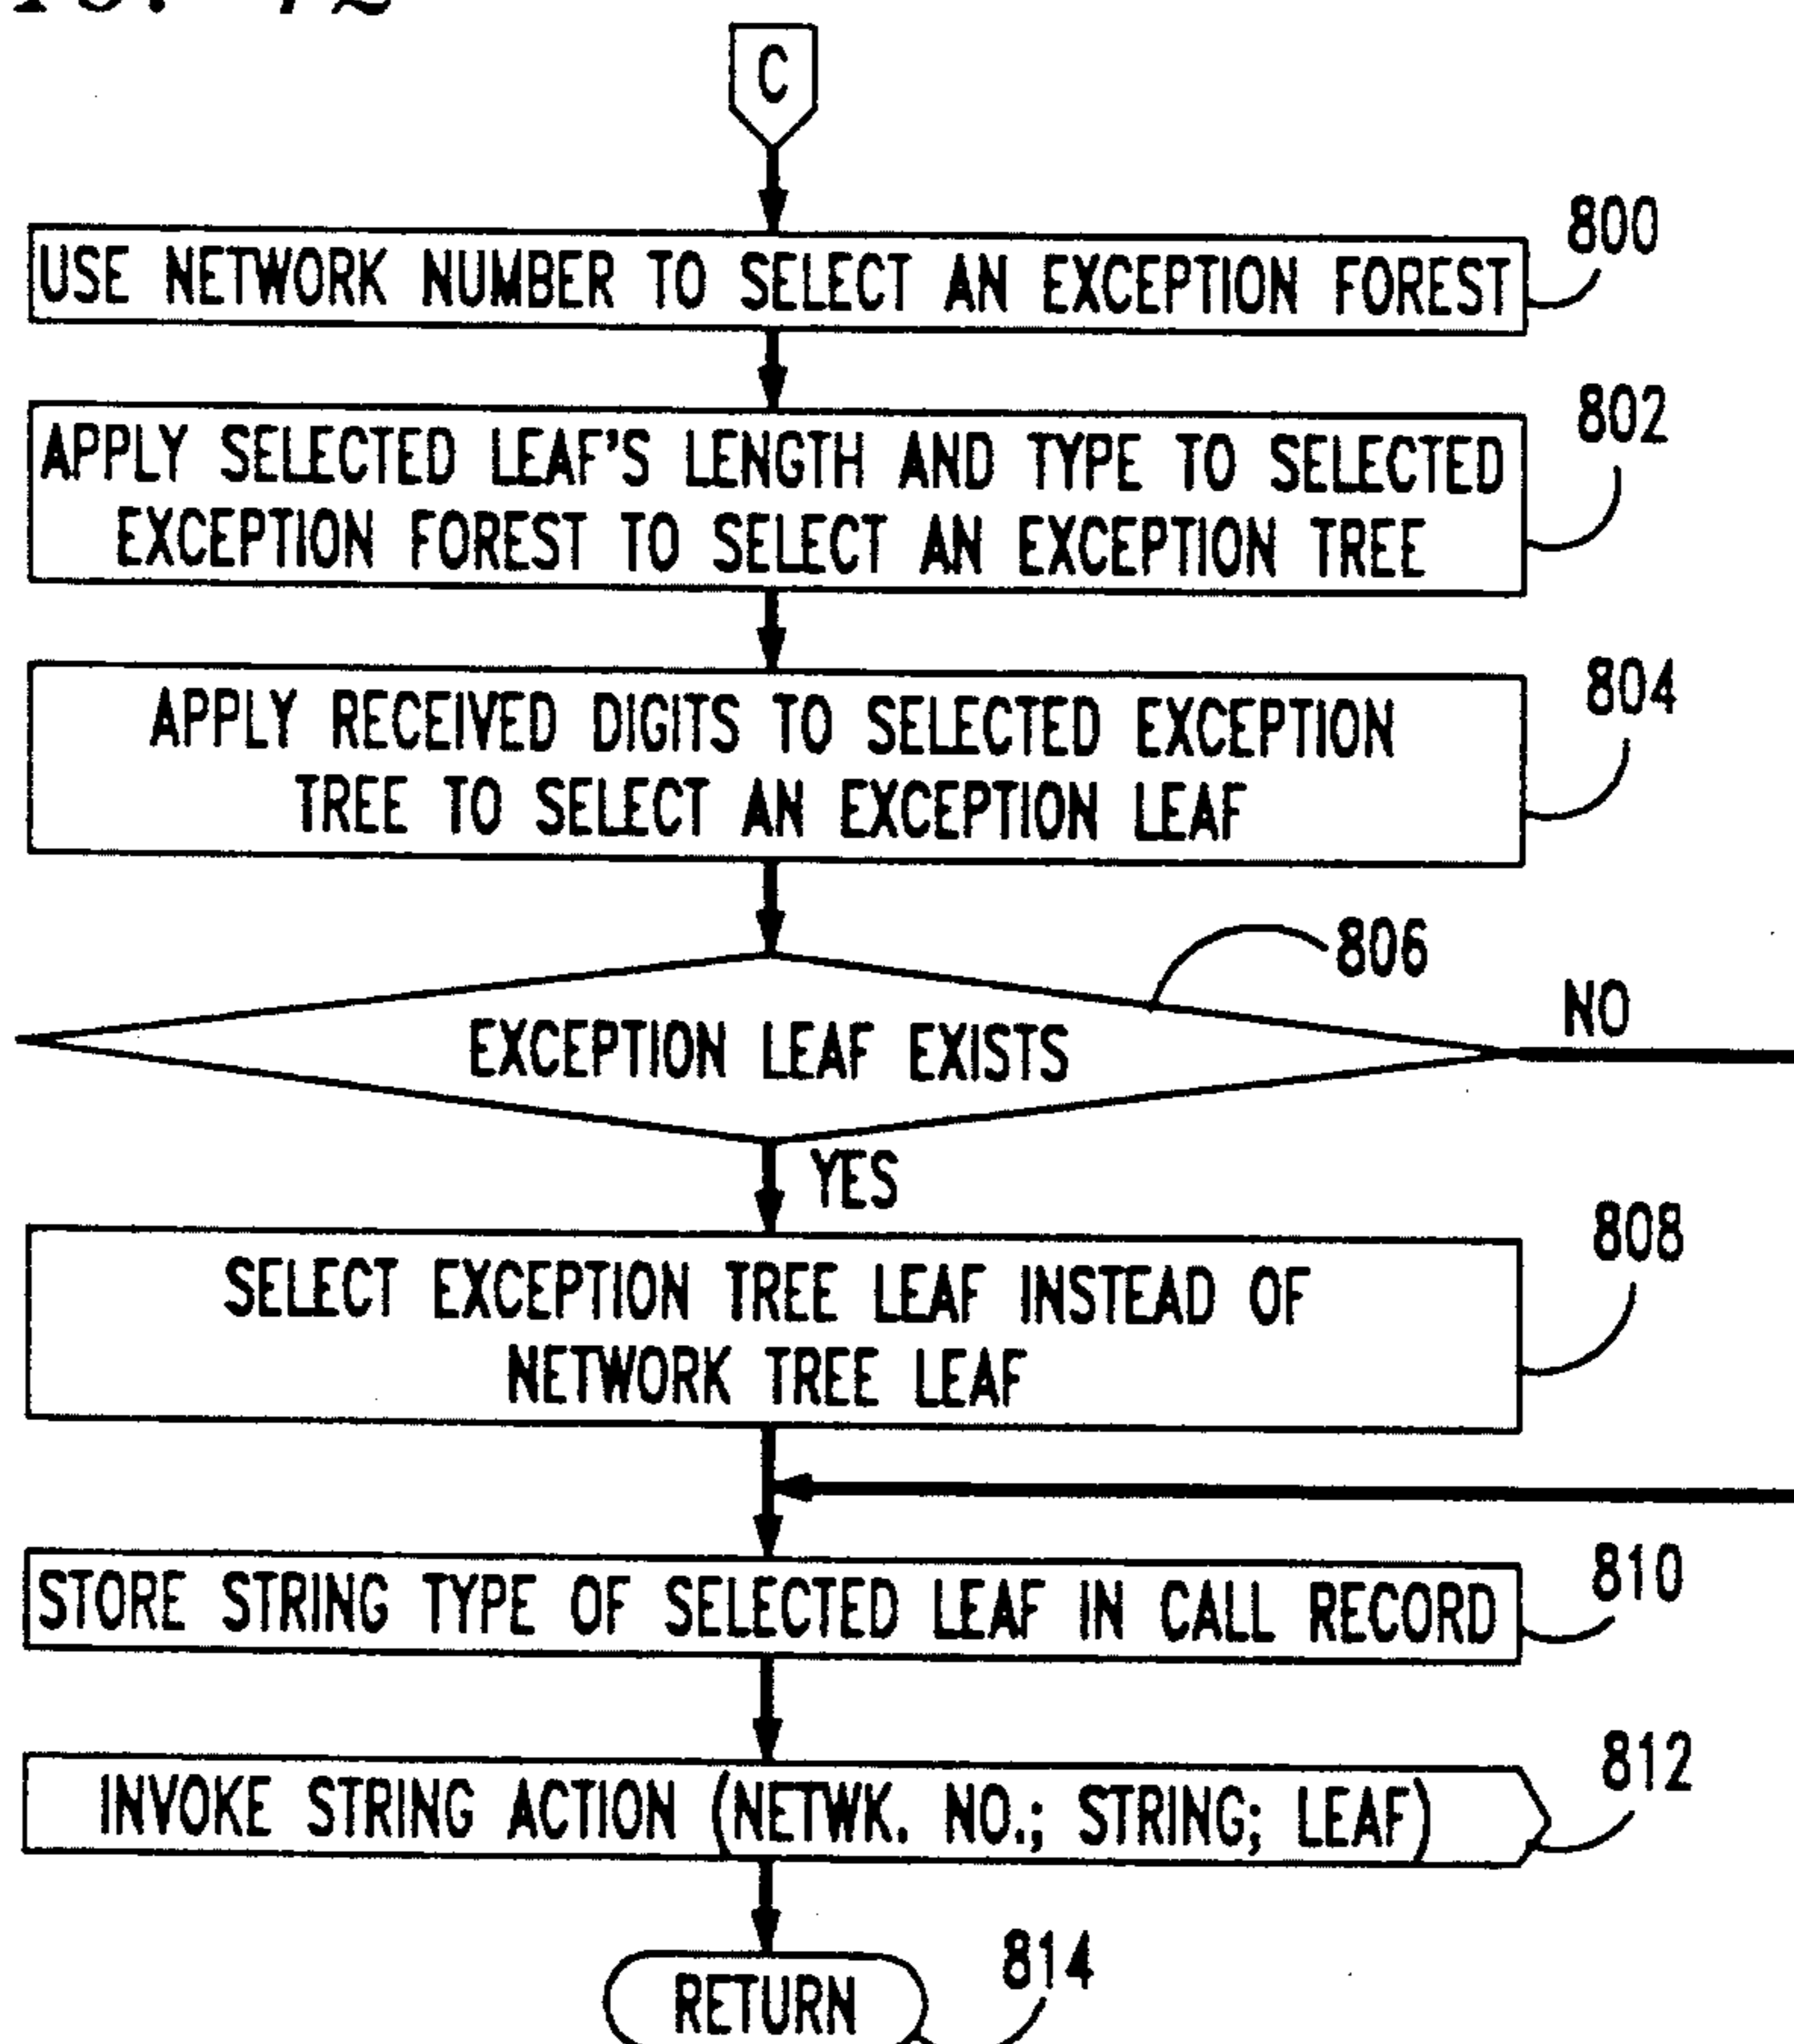 C
USE NETWORK NUMBER TO SELECT AN EXCEPTION FOREST
800
APPLY SELECTED LEAF'S LENGTH AND TYPE TO SELECTED
EXCEPTION FOREST TO SELECT AN EXCEPTION TREE
802
APPLY RECEIVED DIGITS TO SELECTED EXCEPTION
TREE TO SELECT AN EXCEPTION LEAF
804
806
EXCEPTION LEAF EXISTS
NO
YES
SELECT EXCEPTION TREE LEAF INSTEAD OF
NETWORK TREE LEAF
808
STORE STRING TYPE OF SELECTED LEAF IN CALL RECORD
810
INVOKE STRING ACTION (NETWK. NO.; STRING; LEAF)
812
RETURN
814